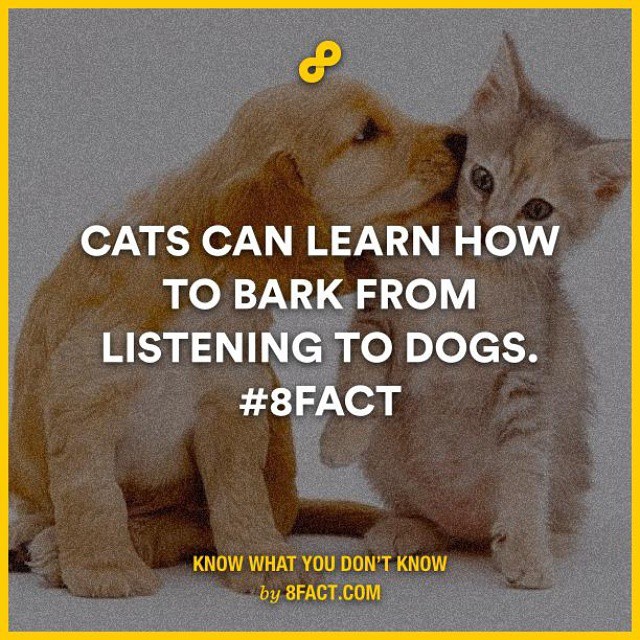 CATS CAN LEARN HOW
TO BARK FROM
LISTENING TO DOGS.
#8FACT
KNOW WHAT YOU DON'T KNOW
by 8FACT.COM